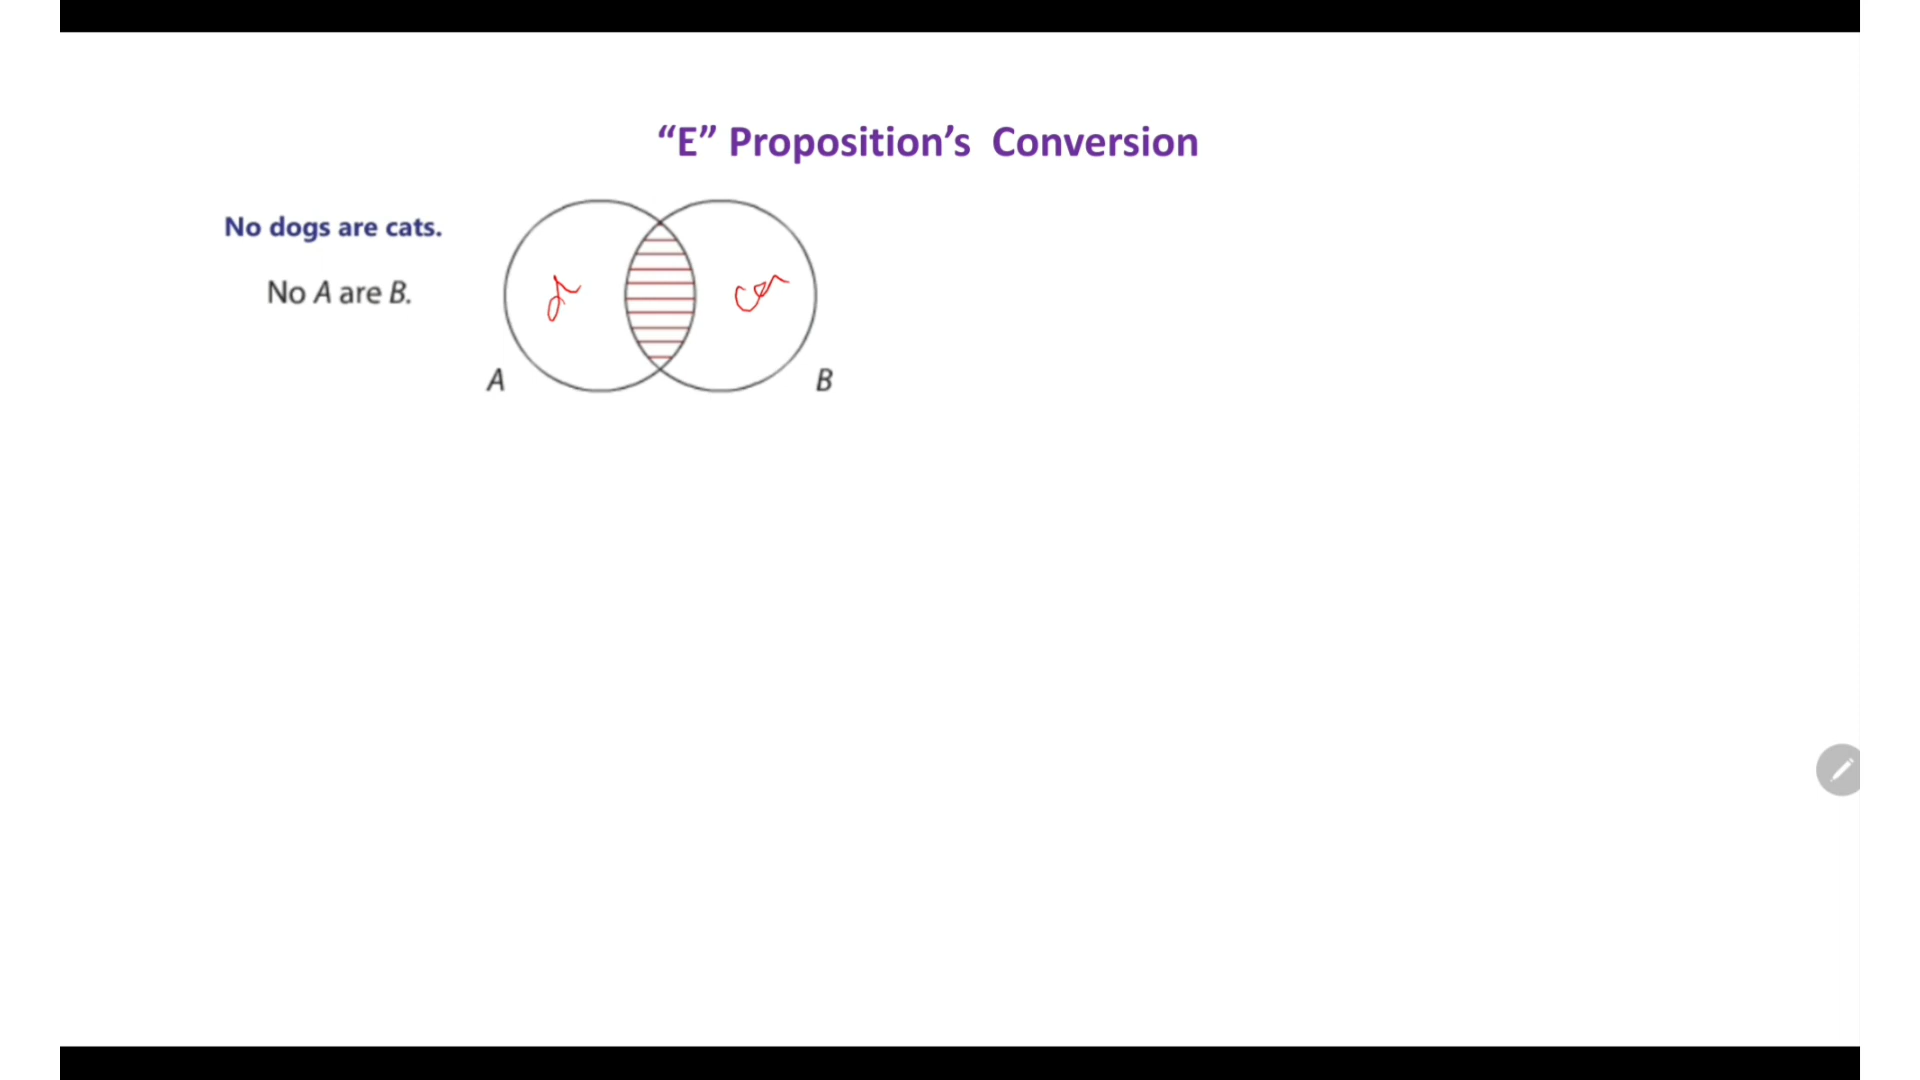 “E” Proposition’s Conversion
No dogs are cats.
No A are B.
A
B